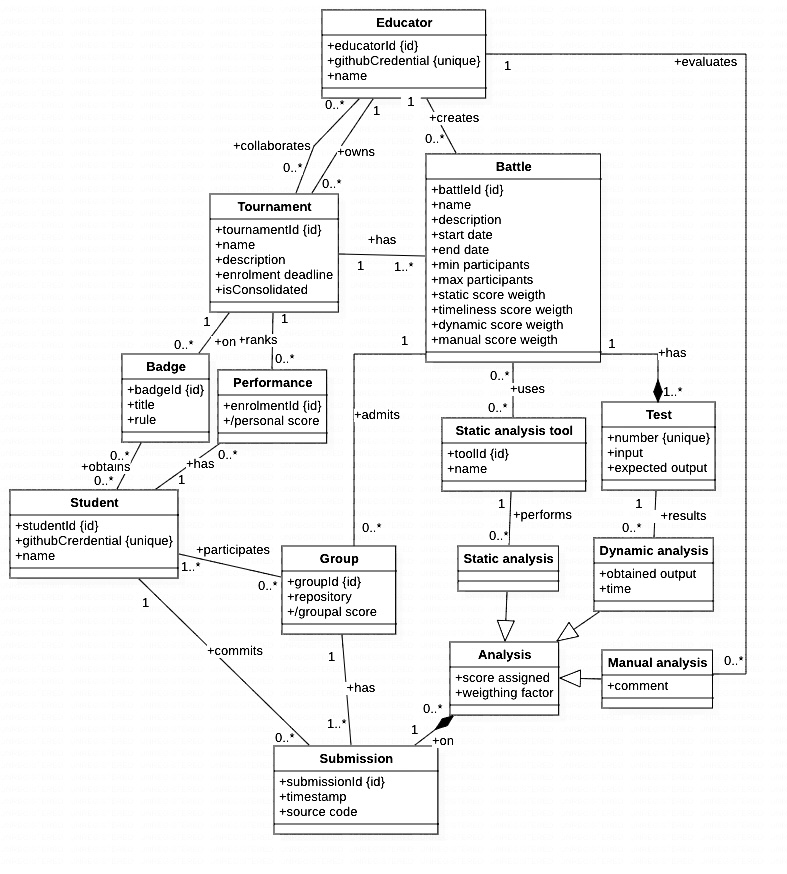 Educator
+educatorId {id}
+githubCredential {unique}
+name
1
+evaluates
0..*
1
1
+creates
0..*
+collaborates
0..*
+owns
0..*
Battle
+battleId {id}
+name
+description
+start date
+end date
+min participants
+max participants
+static score weigth
+timeliness score weigth
+dynamic score weigth
+manual score weigth
Tournament
+tournamentId {id}
+name
+description
+enrolment deadline
+isConsolidated
+has
1
1..*
1
+on
0..*
1
+ranks
0..*
1
+admits
0..*
0..*
+uses
0..*
1
+has
1..*
Badge
+badgeId {id}
+title
+rule
Performance
+enrolmentId {id}
+/personal score
Static analysis tool
+toolId {id}
+name
Test
+number {unique}
+input
+expected output
0..*
+obtains
0..*
0..*
+has
1
1
+performs
0..*
1
+results
0..*
Student
+studentId {id}
+githubCrerdential {unique}
+name
+participates
1..*
0..*
Group
+groupId {id}
+repository
+/groupal score
Static analysis
Dynamic analysis
+obtained output
+time
Analysis
+score assigned
+weigthing factor
Manual analysis
+comment
0..*
1
+commits
0..*
1
+has
1..*
0..*
1
+on
Submission
+submissionId {id}
+timestamp
+source code